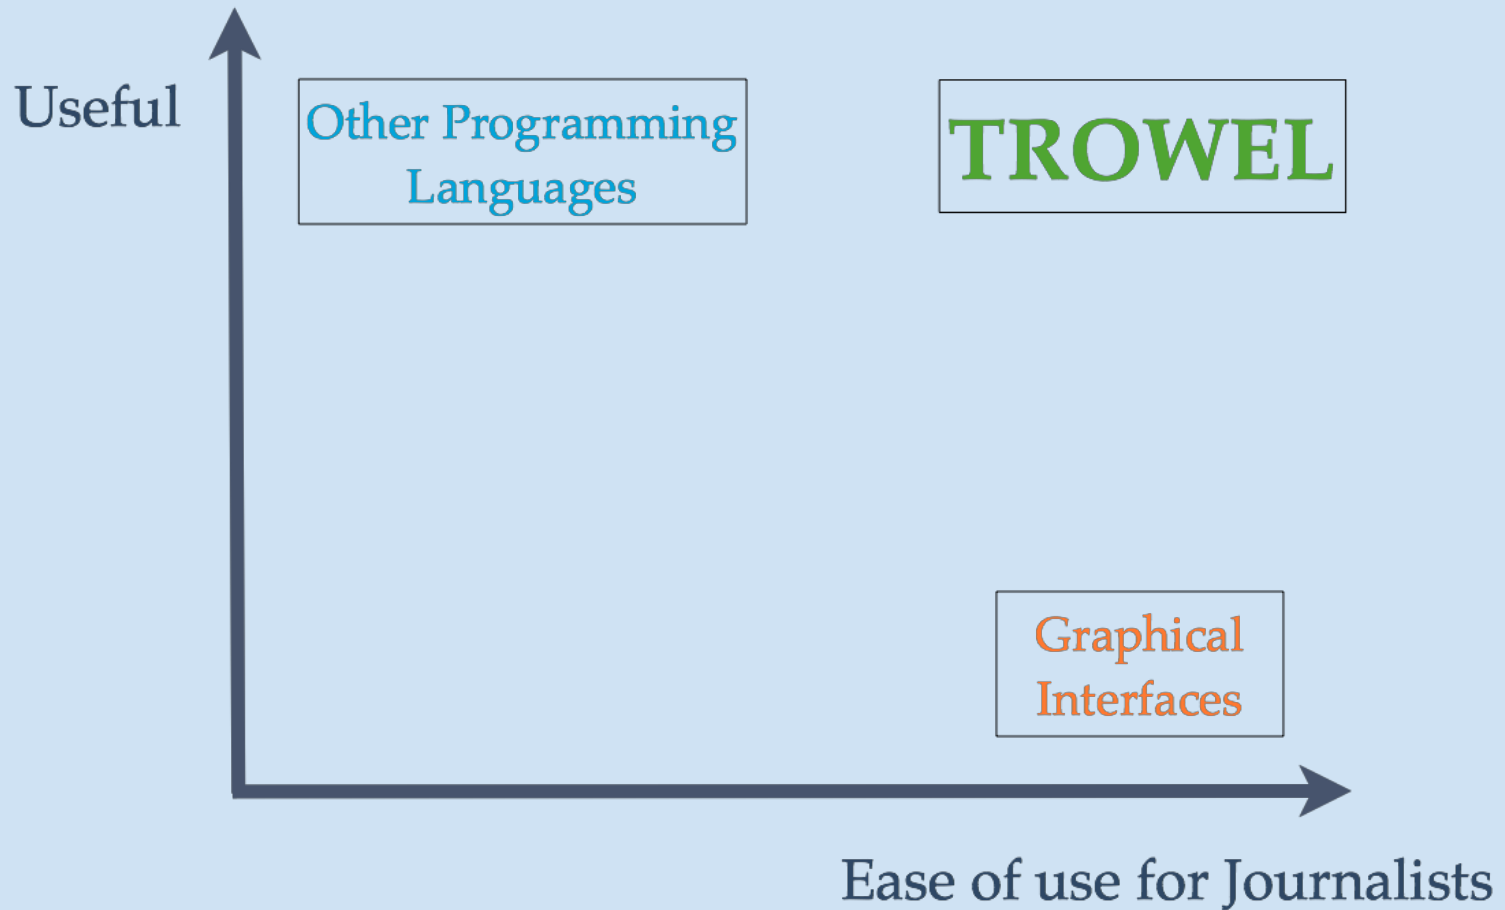 Useful
Other Programming
Languages
TROWEL
Graphical
Interfaces
Ease of use for Journalists